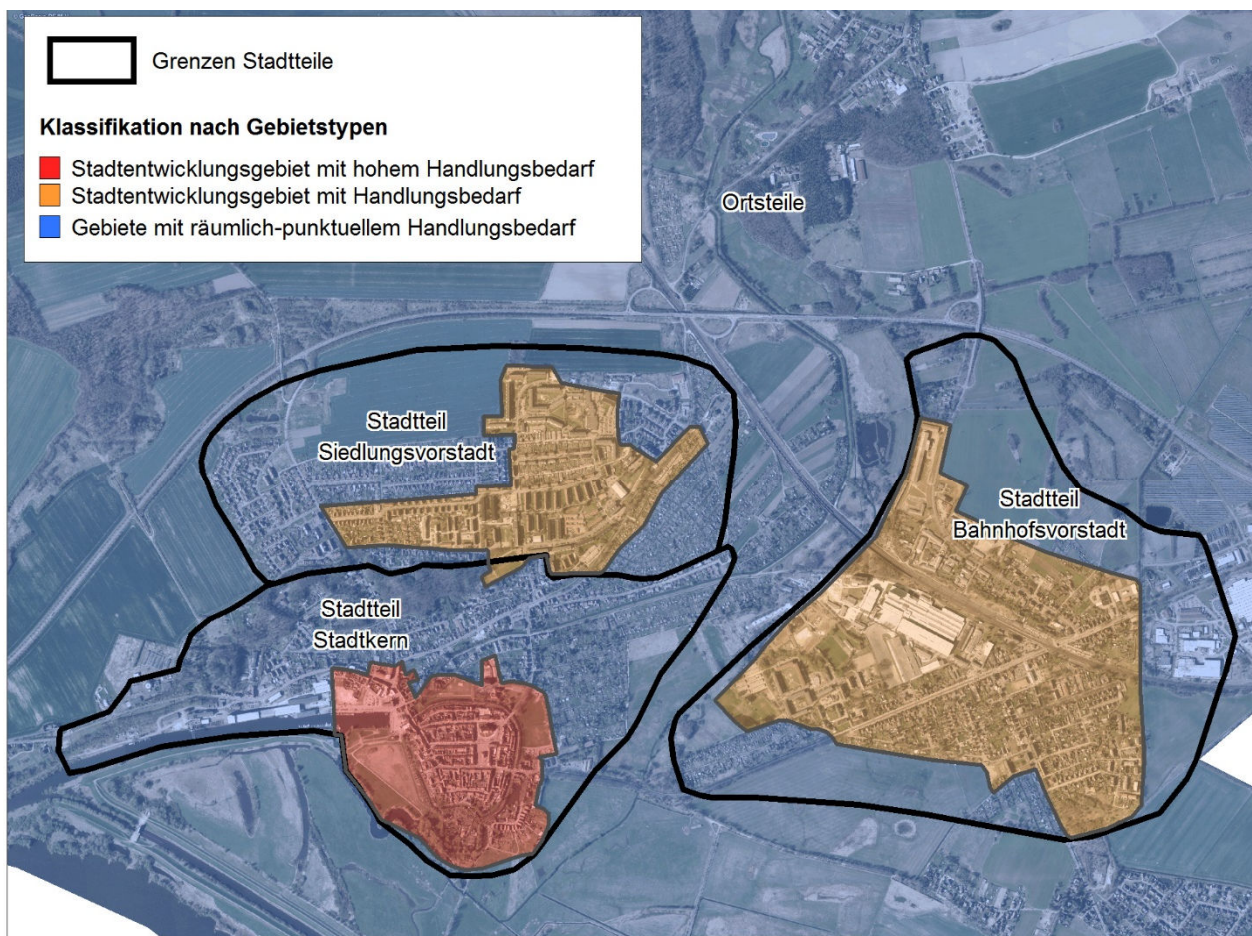 Grenzen Stadtteile
Klassifikation nach Gebietstypen
Stadtentwicklungsgebiet mit hohem Handlungsbedarf
Stadtentwicklungsgebiet mit Handlungsbedarf
Gebiete mit räumlich-punktuellem Handlungsbedarf
Ortsteile
Stadtteil
Siedlungsvorstadt
Stadtteil
Bahnhofsvorstadt
Stadtteil
Stadtkern